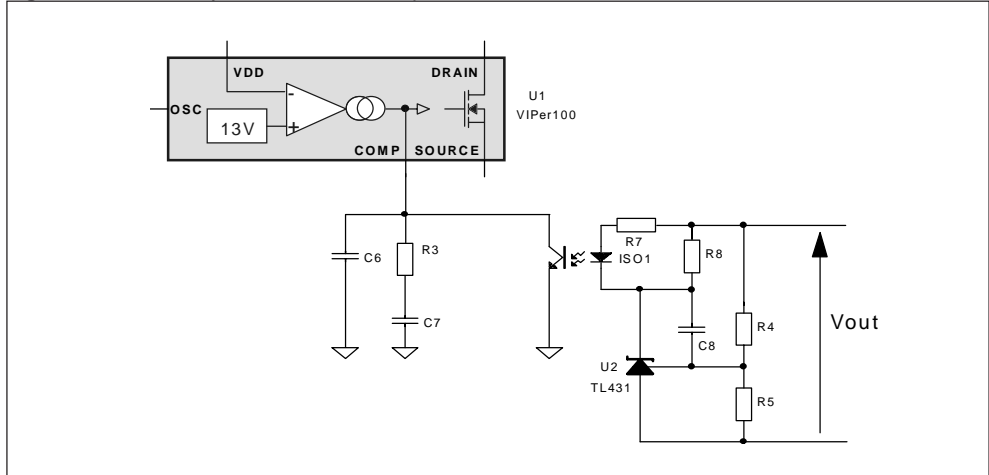 VDD
DRAIN
U1
VIPer100
OSC
-
13V
+
COMP SOURCE
R7
ISO1
R8
C6
R3
C7
C8
R4
Vout
U2
TL431
R5